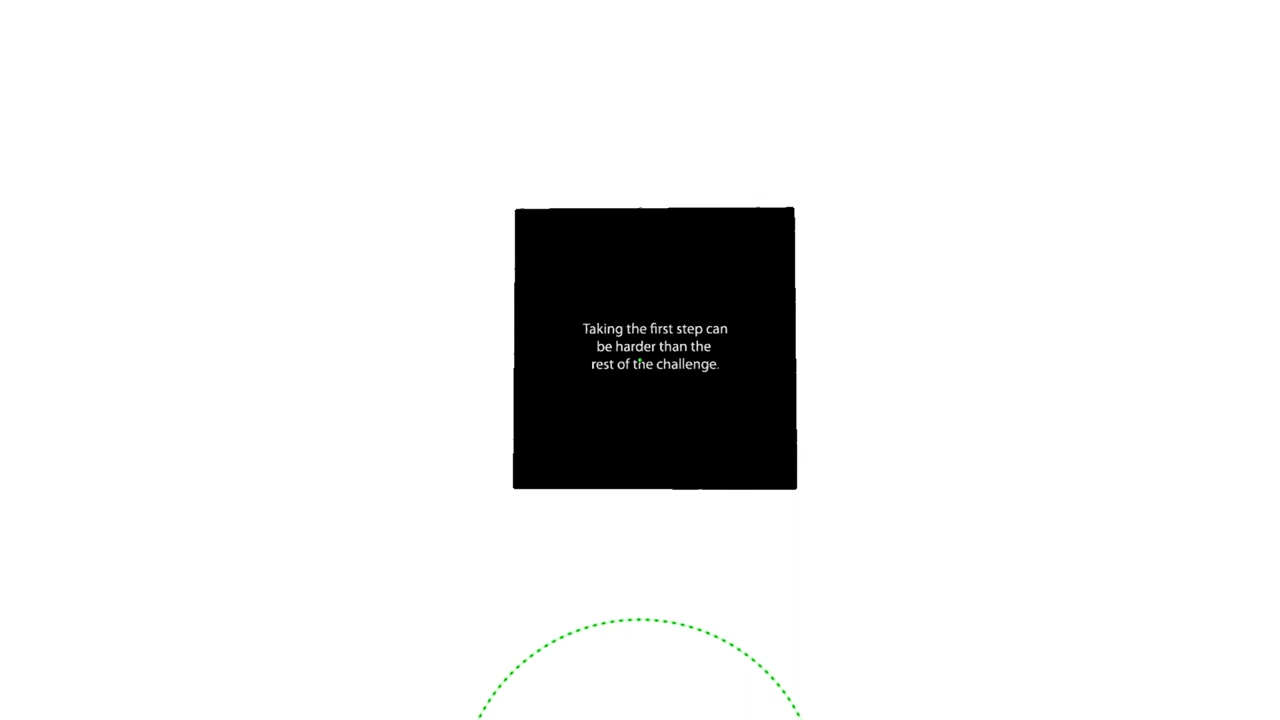 Taking the first step can
be harder than the
rest of the challenge.